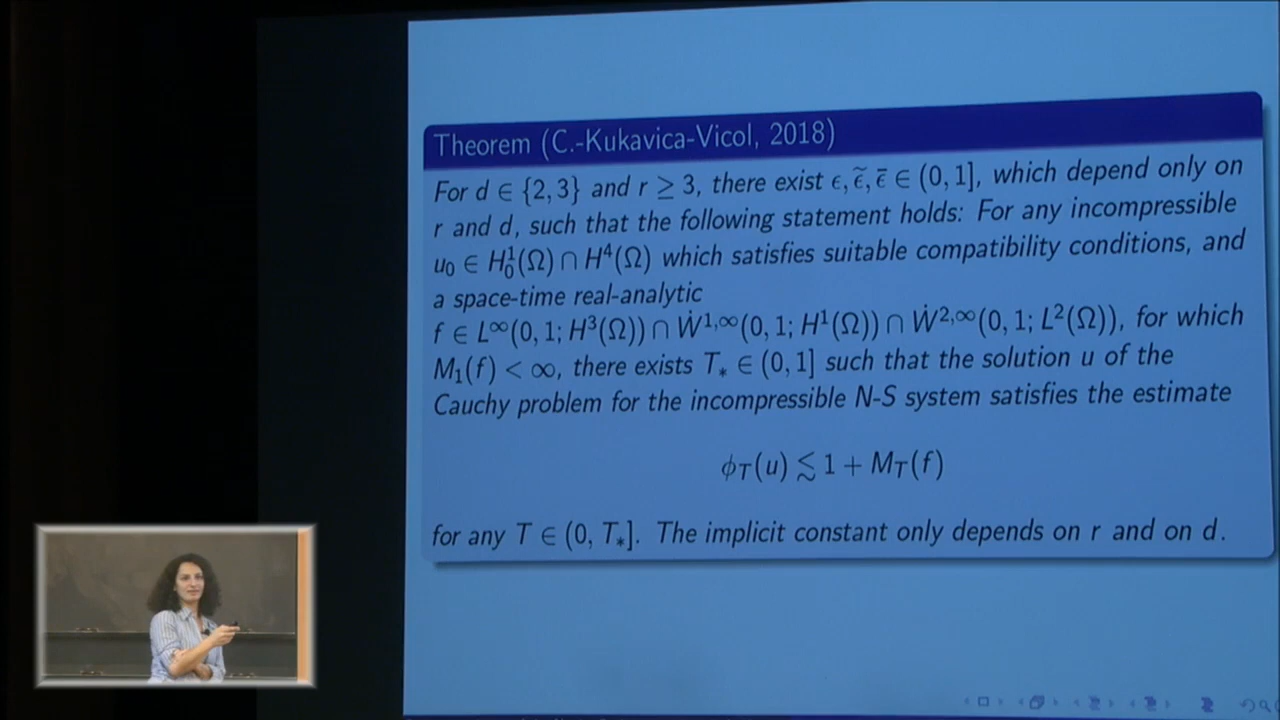 Theorem (C.-Kukavica-Vicol, 2018)
For d ∈ {2, 3} and r ≥ 3, there exist ϵ, ϵ̃, ϵ̄ ∈ (0, 1], which depend only on
r and d, such that the following statement holds: For any incompressible
u₀ ∈ H₀¹(Ω) ∩ H⁴(Ω) which satisfies suitable compatibility conditions, and
a space-time real-analytic
f ∈ L^∞(0, 1; H³(Ω)) ∩ Ẇ^{1,∞}(0, 1; H¹(Ω)) ∩ Ẇ^{2,∞}(0, 1; L²(Ω)), for which
M₁(f) < ∞, there exists T_* ∈ (0, 1] such that the solution u of the
Cauchy problem for the incompressible N-S system satisfies the estimate
ϕ_T(u) ≲ 1 + M_T(f)
for any T ∈ (0, T_*]. The implicit constant only depends on r and on d.